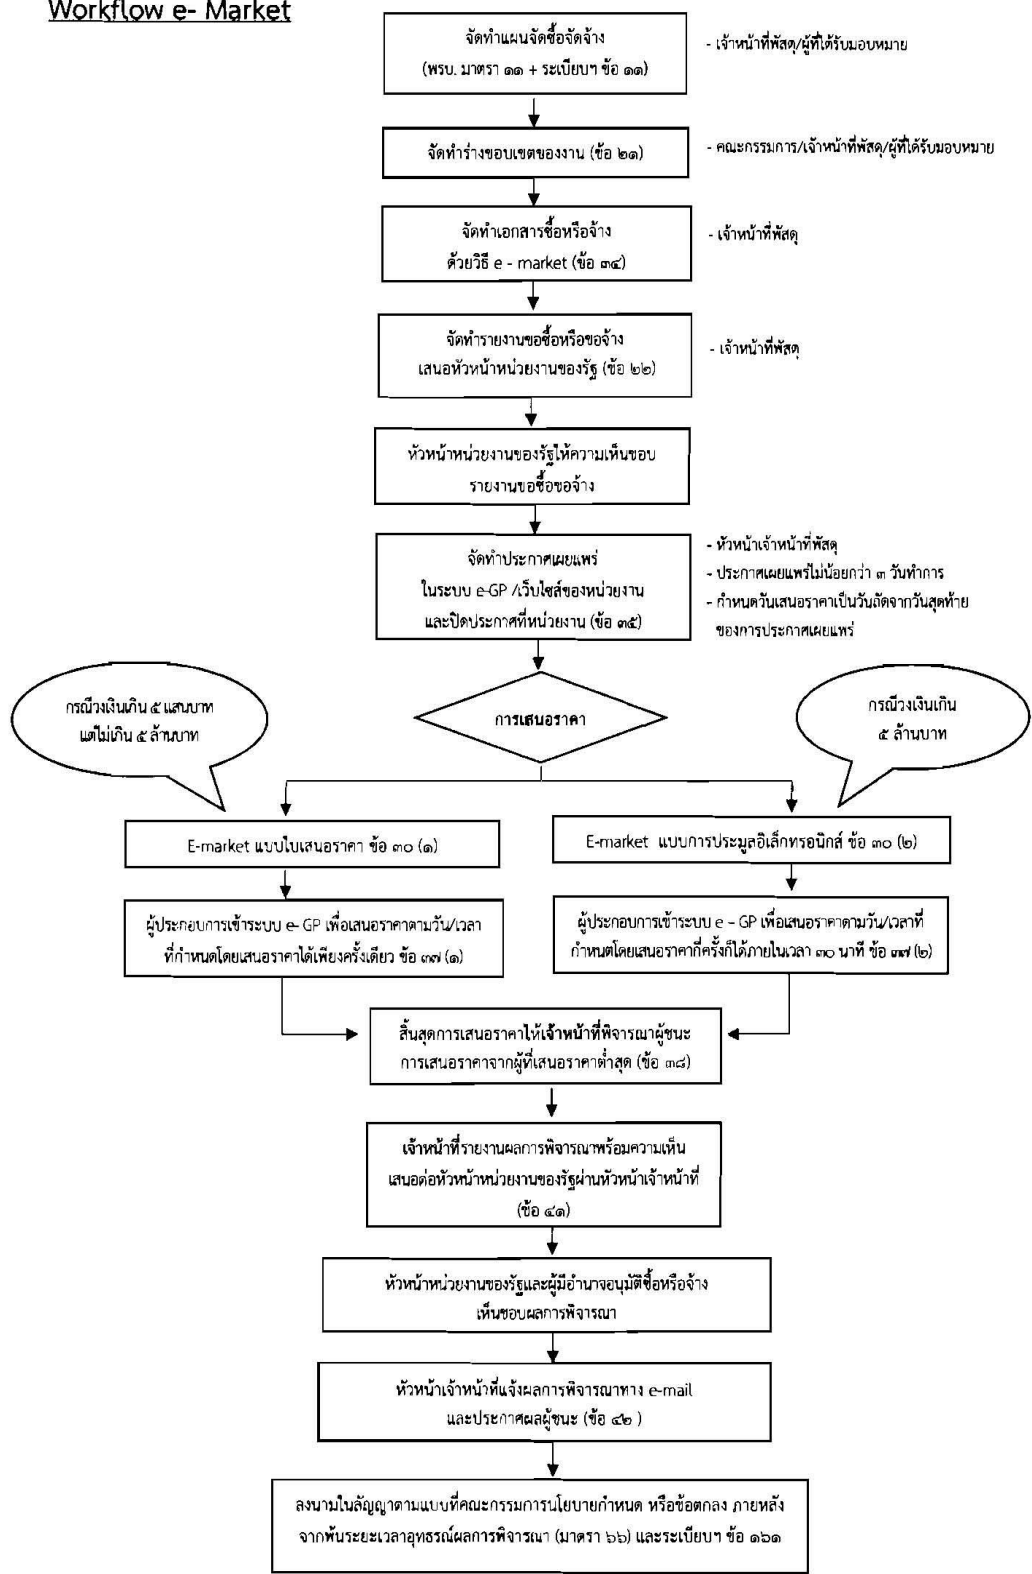 Workflow e- Market
จัดทำแผนจัดซื้อจัดจ้าง
(พรบ. มาตรา ๑๑ + ระเบียบฯ ข้อ ๑๑)
- เจ้าหน้าที่พัสดุ/ผู้ที่ได้รับมอบหมาย
จัดทำร่างขอบเขตของงาน (ข้อ ๒๑)
- คณะกรรมการ/เจ้าหน้าที่พัสดุ/ผู้ที่ได้รับมอบหมาย
จัดทำเอกสารซื้อหรือจ้าง
ด้วยวิธี e - market (ข้อ ๓๔)
- เจ้าหน้าที่พัสดุ
จัดทำรายงานขอซื้อหรือขอจ้าง
เสนอหัวหน้าหน่วยงานของรัฐ (ข้อ ๒๒)
- เจ้าหน้าที่พัสดุ
หัวหน้าหน่วยงานของรัฐให้ความเห็นชอบ
รายงานขอซื้อขอจ้าง
จัดทำประกาศเผยแพร่
ในระบบ e-GP /เว็บไซส์ของหน่วยงาน
และปิดประกาศที่หน่วยงาน (ข้อ ๓๕)
- หัวหน้าเจ้าหน้าที่พัสดุ
- ประกาศเผยแพร่ไม่น้อยกว่า ๓ วันทำการ
- กำหนดวันเสนอราคาเป็นวันถัดจากวันสุดท้าย
ของการประกาศเผยแพร่
กรณีวงเงินเกิน ๕ แสนบาท
แต่ไม่เกิน ๕ ล้านบาท
การเสนอราคา
กรณีวงเงินเกิน
๕ ล้านบาท
E-market แบบใบเสนอราคา ข้อ ๓๐ (๑)
E-market แบบการประมูลอิเล็กทรอนิกส์ ข้อ ๓๐ (๒)
ผู้ประกอบการเข้าระบบ e- GP เพื่อเสนอราคาตามวัน/เวลา
ที่กำหนดโดยเสนอราคาได้เพียงครั้งเดียว ข้อ ๓๗ (๑)
ผู้ประกอบการเข้าระบบ e – GP เพื่อเสนอราคาตามวัน/เวลาที่
กำหนดโดยเสนอราคากี่ครั้งก็ได้ภายในเวลา ๓๐ นาที ข้อ ๓๗ (๒)
สิ้นสุดการเสนอราคาให้เจ้าหน้าที่พิจารณาผู้ชนะ
การเสนอราคาจากผู้ที่เสนอราคาต่ำสุด (ข้อ ๓๘)
เจ้าหน้าที่รายงานผลการพิจารณาพร้อมความเห็น
เสนอต่อหัวหน้าหน่วยงานของรัฐผ่านหัวหน้าเจ้าหน้าที่
(ข้อ ๔๑)
หัวหน้าหน่วยงานของรัฐและผู้มีอำนาจอนุมัติซื้อหรือจ้าง
เห็นชอบผลการพิจารณา
หัวหน้าเจ้าหน้าที่แจ้งผลการพิจารณาทาง e-mail
และประกาศผลผู้ชนะ (ข้อ ๔๒ )
ลงนามในสัญญาตามแบบที่คณะกรรมการนโยบายกำหนด หรือข้อตกลง ภายหลัง
จากพ้นระยะเวลาอุทธรณ์ผลการพิจารณา (มาตรา ๖๖) และระเบียบฯ ข้อ ๑๖๑